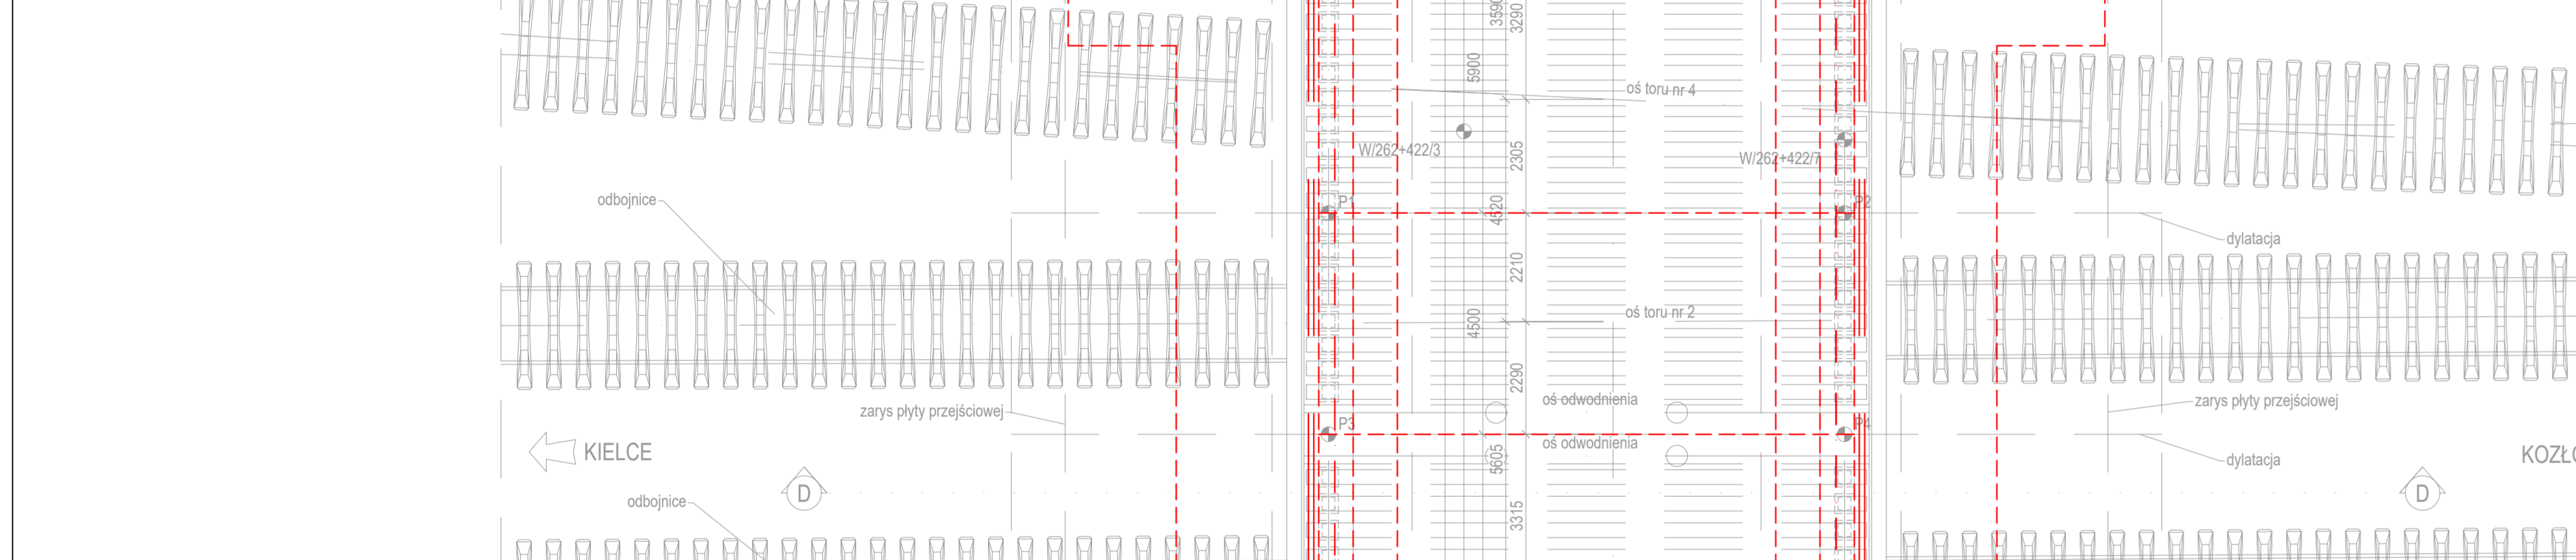 3590
3290
5900
oś toru nr 4
W/262+422/3
2305
W/262+422/7
odbojnice
P1
4520
P2
dylatacja
2210
oś toru nr 2
4500
2290
oś odwodnienia
zarys płyty przejściowej
zarys płyty przejściowej
P3
P4
oś odwodnienia
KIELCE
5605
dylatacja
D
D
odbojnice
3315